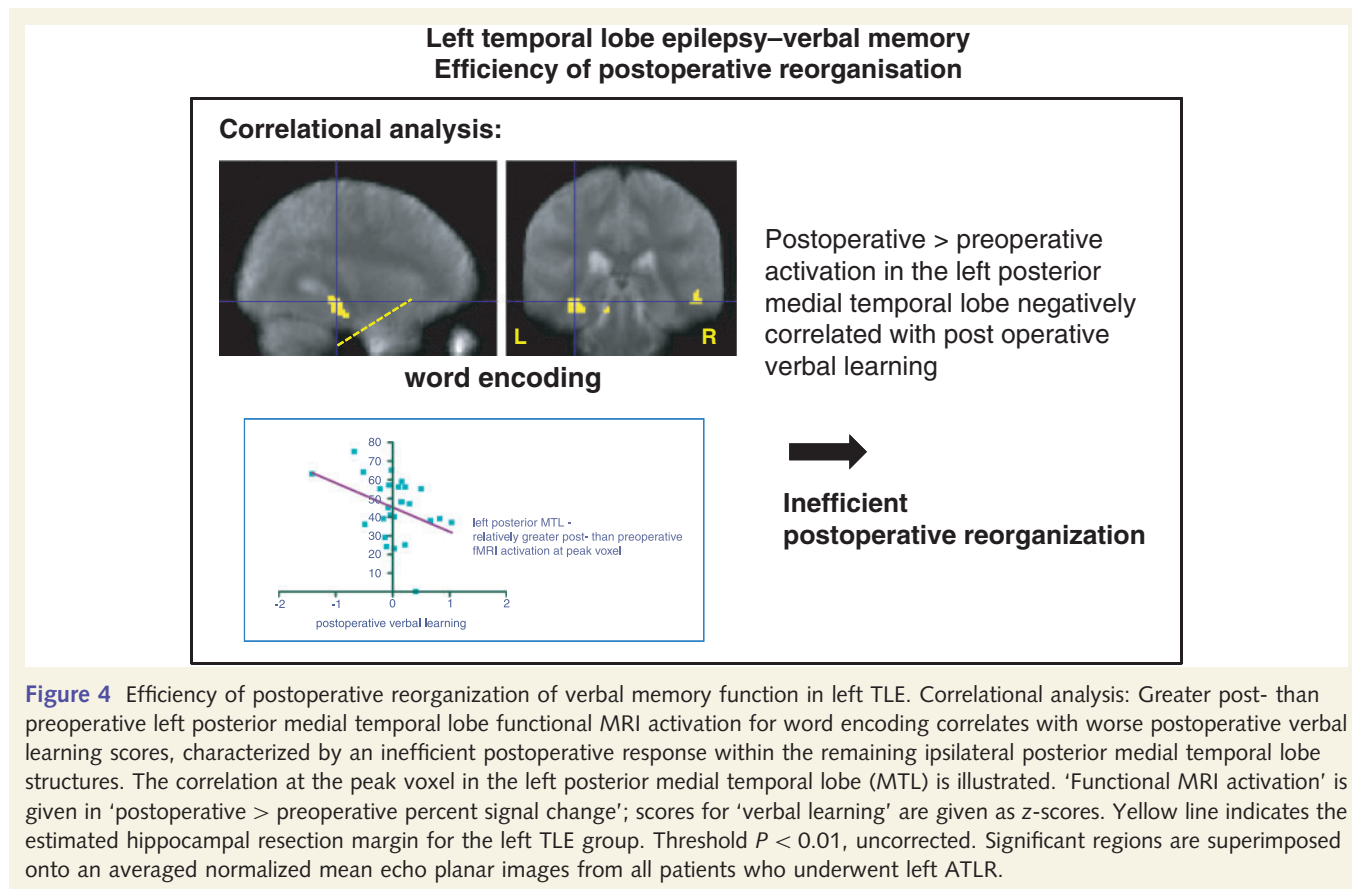 Left temporal lobe epilepsy–verbal memory
Efficiency of postoperative reorganisation
Correlational analysis:
L
R
word encoding
Postoperative > preoperative
activation in the left posterior
medial temporal lobe negatively
correlated with post operative
verbal learning
80
70
60
50
40
30
20
10
-2
-1
0
1
2
left posterior MTL -
relatively greater post- than preoperative
fMRI activation at peak voxel
postoperative verbal learning
Inefficient
postoperative reorganization
Figure 4 Efficiency of postoperative reorganization of verbal memory function in left TLE. Correlational analysis: Greater post- than
preoperative left posterior medial temporal lobe functional MRI activation for word encoding correlates with worse postoperative verbal
learning scores, characterized by an inefficient postoperative response within the remaining ipsilateral posterior medial temporal lobe
structures. The correlation at the peak voxel in the left posterior medial temporal lobe (MTL) is illustrated. ‘Functional MRI activation’ is
given in ‘postoperative > preoperative percent signal change’; scores for ‘verbal learning’ are given as z-scores. Yellow line indicates the
estimated hippocampal resection margin for the left TLE group. Threshold P < 0.01, uncorrected. Significant regions are superimposed
onto an averaged normalized mean echo planar images from all patients who underwent left ATLR.